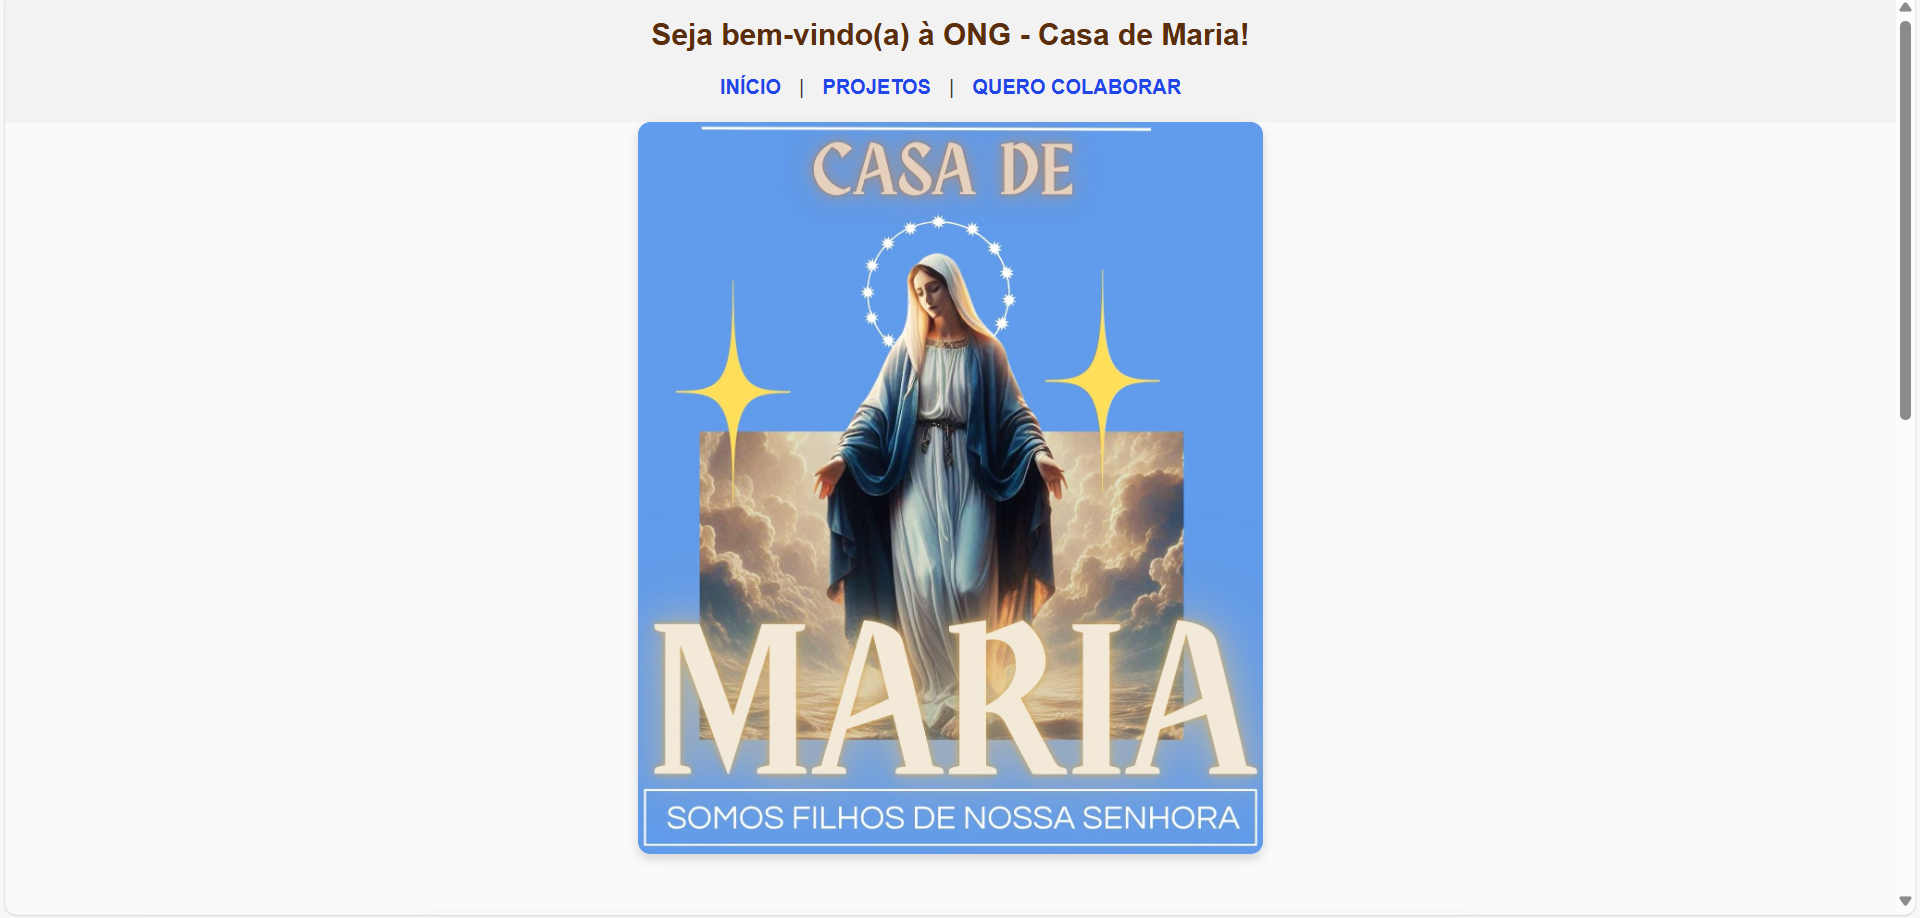 Seja bem-vindo(a) à ONG - Casa de Maria!
INÍCIO | PROJETOS | QUERO COLABORAR
CASA DE
MARIA
SOMOS FILHOS DE NOSSA SENHORA